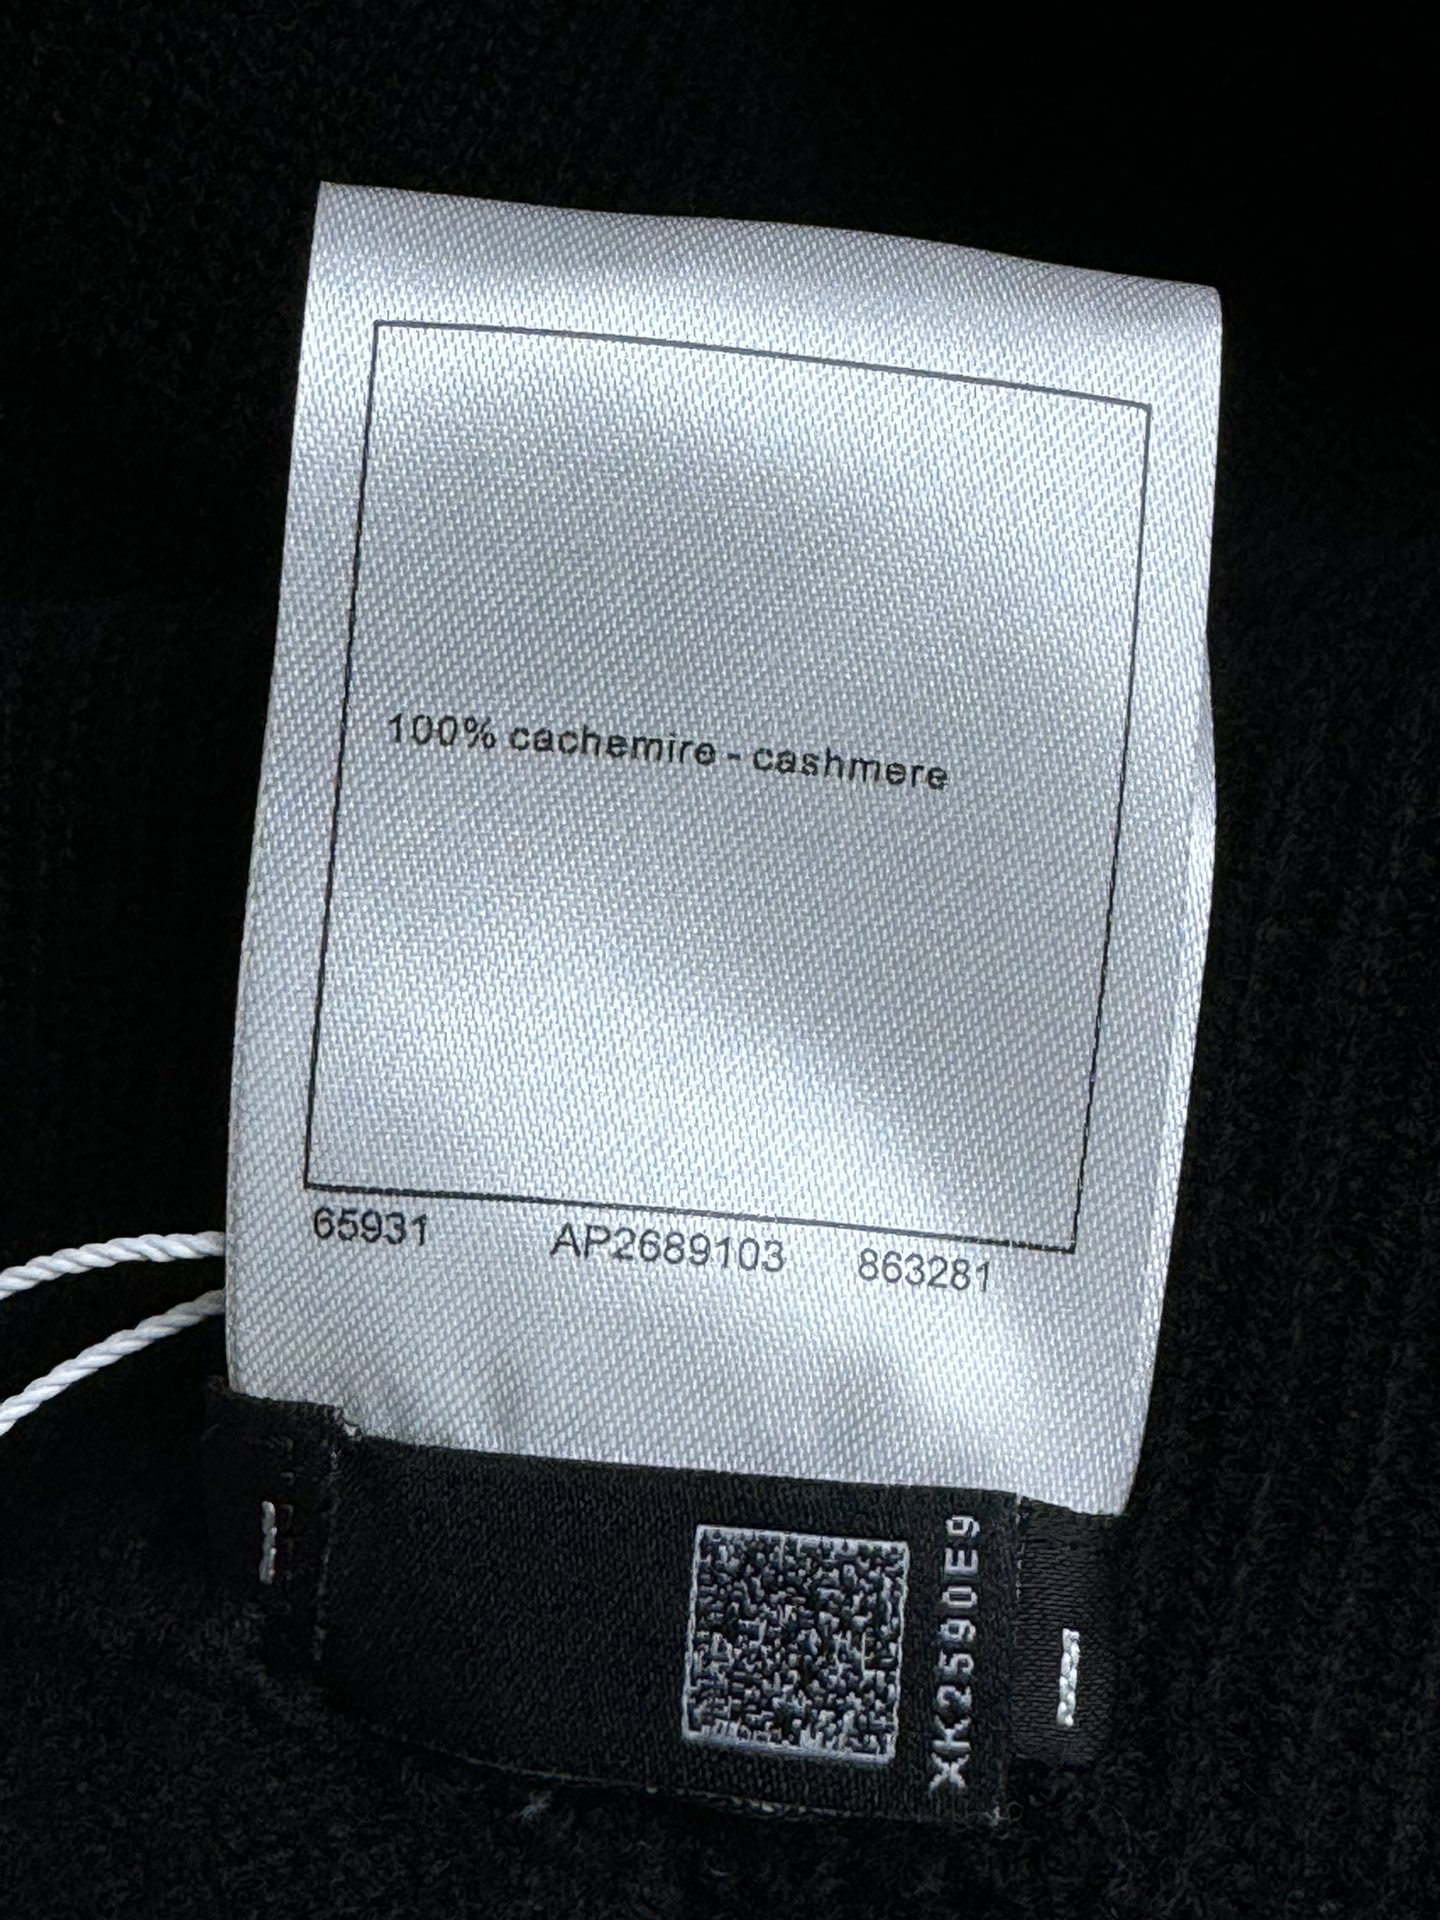 100% cachemire - cashmere
65931 AP2689103 863281
XK2590E9